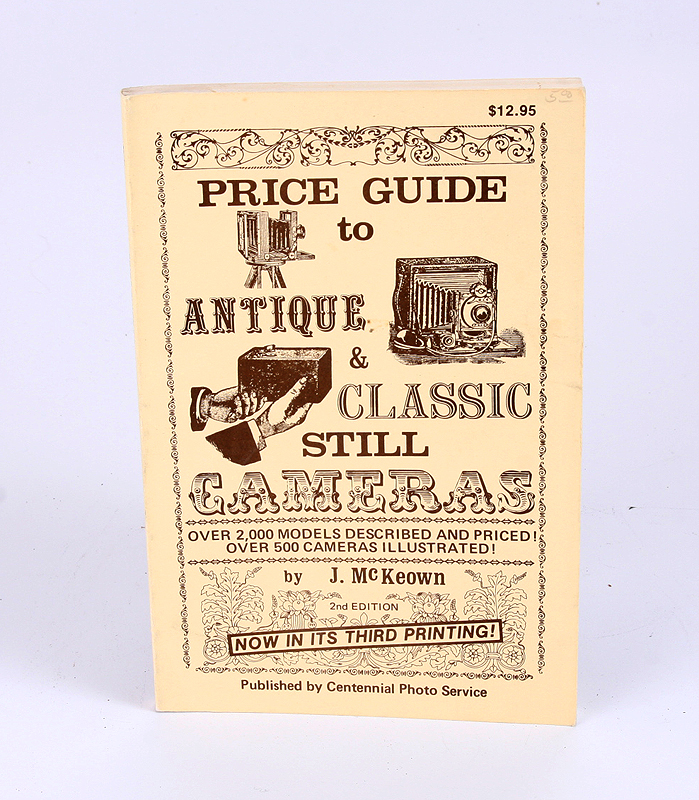 $12.95
PRICE GUIDE
to
ANTIQUE
&
CLASSIC
STILL
CAMERAS
OVER 2,000 MODELS DESCRIBED AND PRICED!
OVER 500 CAMERAS ILLUSTRATED!
by J. McKeown
2nd EDITION
NOW IN ITS THIRD PRINTING!
Published by Centennial Photo Service